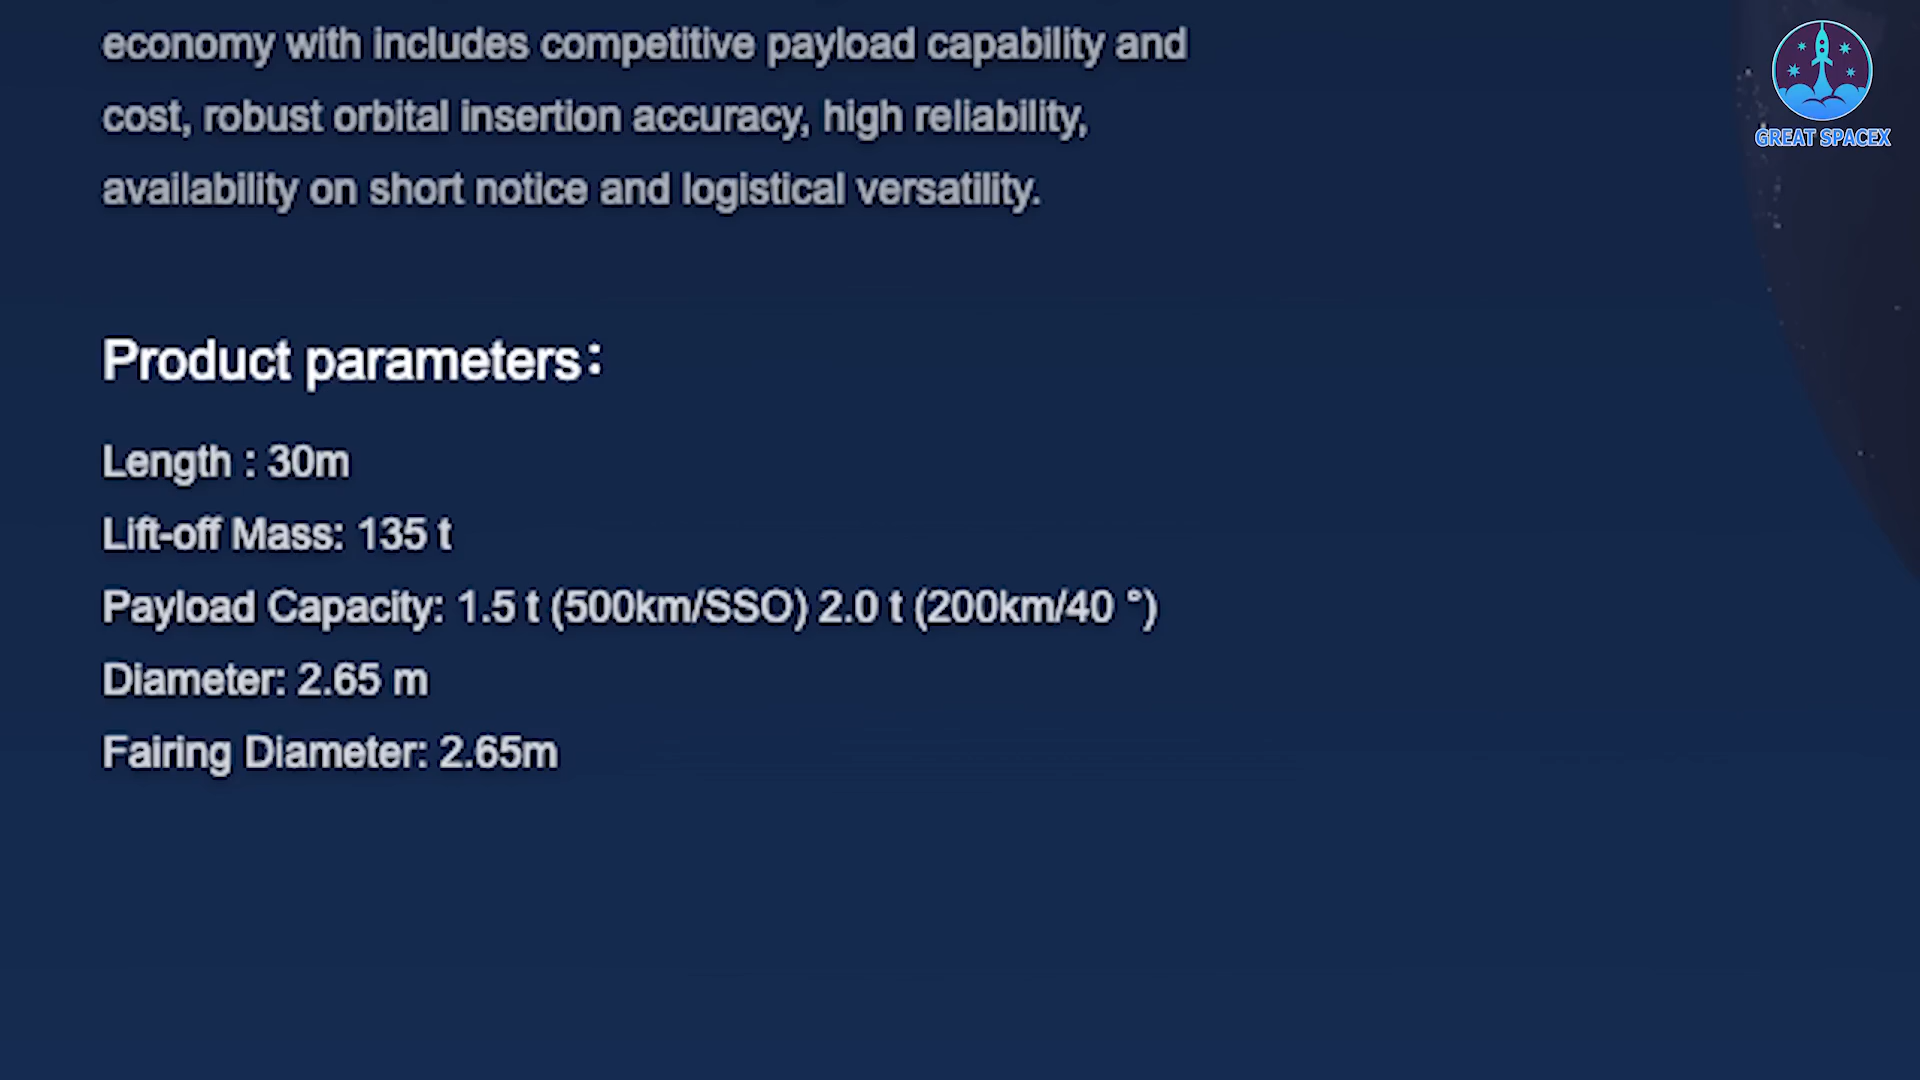 economy with includes competitive payload capability and
cost, robust orbital insertion accuracy, high reliability,
availability on short notice and logistical versatility.
GREAT SPACEX
Product parameters：
Length : 30m
Lift-off Mass: 135 t
Payload Capacity: 1.5 t (500km/SSO) 2.0 t (200km/40 °)
Diameter: 2.65 m
Fairing Diameter: 2.65m